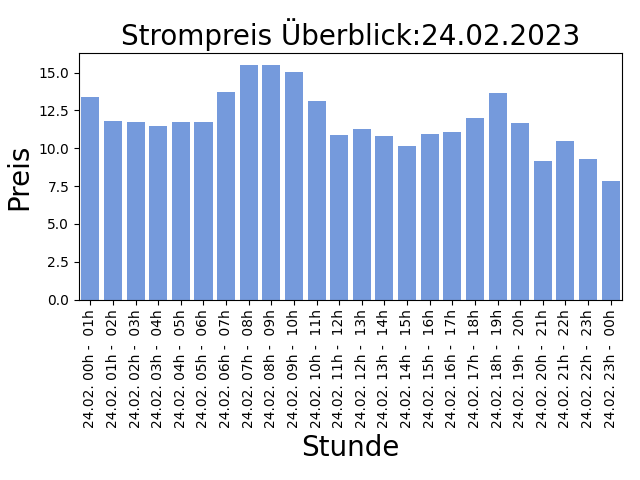 Strompreis Überblick:24.02.2023
Preis
15.0
12.5
10.0
7.5
5.0
2.5
0.0
24.02. 00h - 01h
24.02. 01h - 02h
24.02. 02h - 03h
24.02. 03h - 04h
24.02. 04h - 05h
24.02. 05h - 06h
24.02. 06h - 07h
24.02. 07h - 08h
24.02. 08h - 09h
24.02. 09h - 10h
24.02. 10h - 11h
24.02. 11h - 12h
24.02. 12h - 13h
24.02. 13h - 14h
24.02. 14h - 15h
24.02. 15h - 16h
24.02. 16h - 17h
24.02. 17h - 18h
24.02. 18h - 19h
24.02. 19h - 20h
24.02. 20h - 21h
24.02. 21h - 22h
24.02. 22h - 23h
24.02. 23h - 00h
Stunde